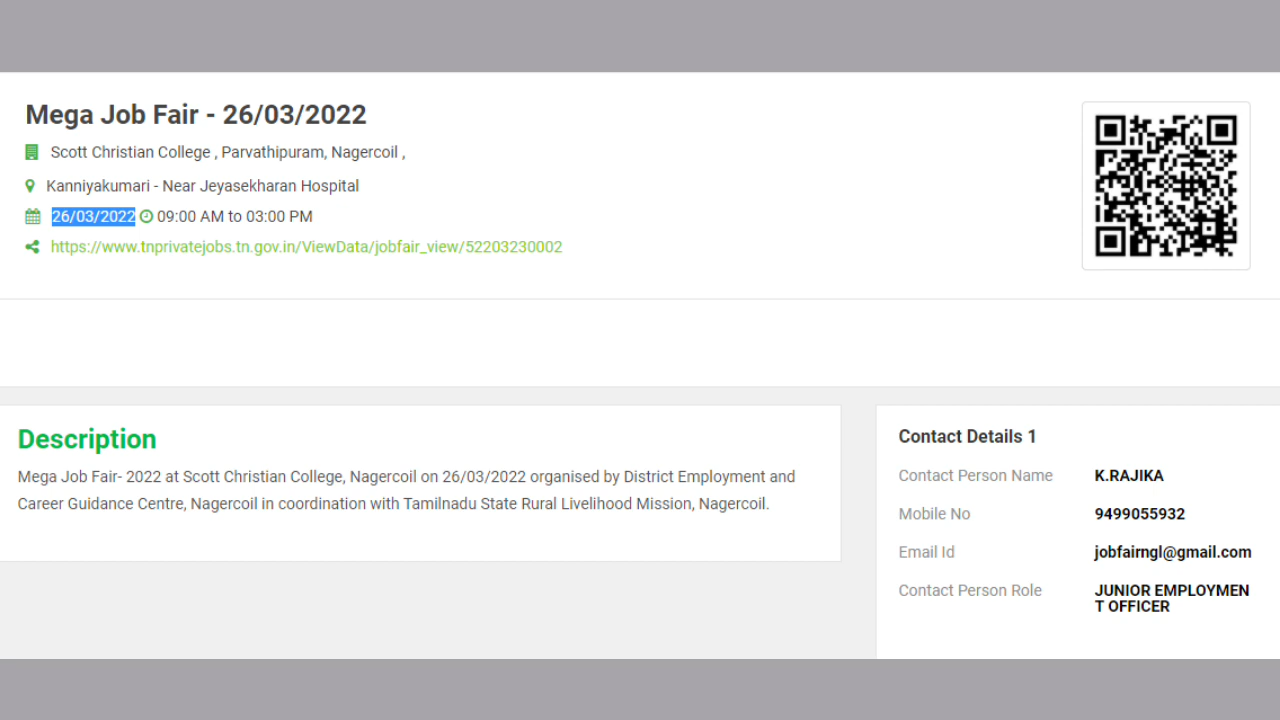 Mega Job Fair - 26/03/2022
Scott Christian College , Parvathipuram, Nagercoil ,
Kanniyakumari - Near Jeyasekharan Hospital
26/03/2022 09:00 AM to 03:00 PM
https://www.tnprivatejobs.tn.gov.in/ViewData/jobfair_view/52203230002
Description
Mega Job Fair- 2022 at Scott Christian College, Nagercoil on 26/03/2022 organised by District Employment and
Career Guidance Centre, Nagercoil in coordination with Tamilnadu State Rural Livelihood Mission, Nagercoil.
Contact Details 1
Contact Person Name K.RAJIKA
Mobile No 9499055932
Email Id jobfairngl@gmail.com
Contact Person Role JUNIOR EMPLOYMEN
T OFFICER